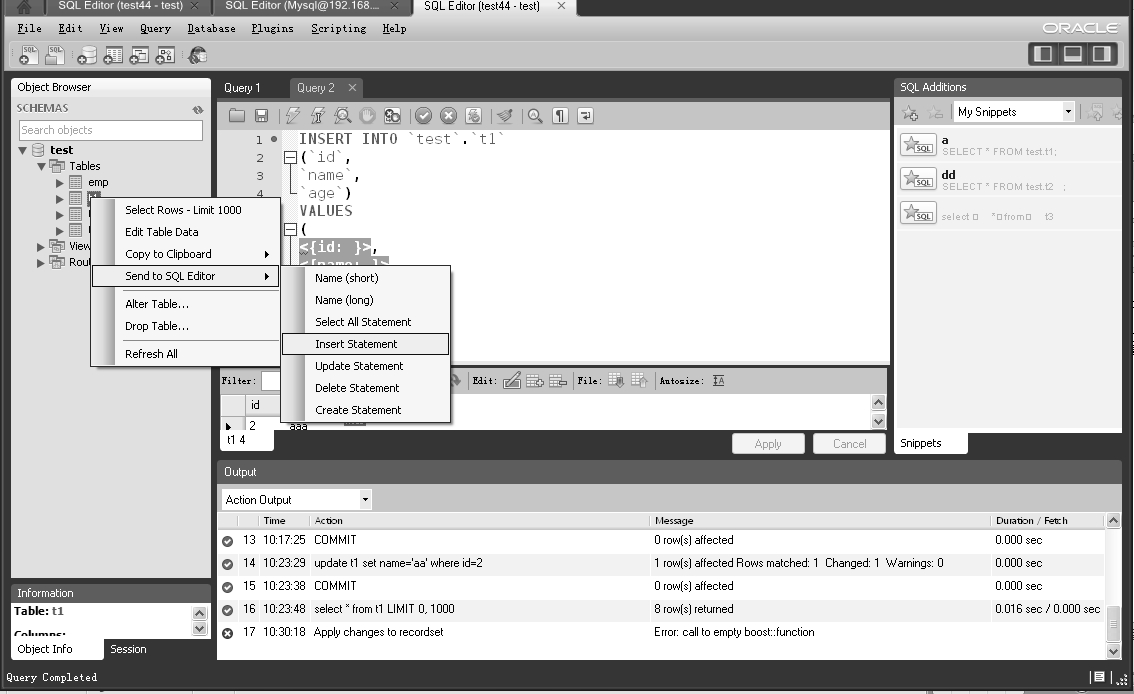 SQL Editor (test44 - test)
SQL Editor (Mysql@192.168....
SQL Editor (test44 - test)
File Edit View Query Database Plugins Scripting Help
ORACLE
Object Browser
SCHEMAS
Search objects
test
Tables
emp
View
Rou
Select Rows - Limit 1000
Edit Table Data
Copy to Clipboard
Send to SQL Editor
Alter Table...
Drop Table...
Refresh All
Name (short)
Name (long)
Select All Statement
Insert Statement
Update Statement
Delete Statement
Create Statement
Query 1
Query 2
1 INSERT INTO `test`.`t1`
2 (`id`,
3 `name`,
4 `age`)
VALUES
(
<{id: }>,
<{name: }>
Filter:
Edit:
File:
Autosize:
id
2 aaa
t1 4
Apply
Cancel
SQL Additions
My Snippets
a
SELECT * FROM test.t1;
dd
SELECT * FROM test.t2 ;
select *from t3
Snippets
Output
Action Output
Time Action Message Duration / Fetch
13 10:17:25 COMMIT 0 row(s) affected 0.000 sec
14 10:23:29 update t1 set name='aa' where id=2 1 row(s) affected Rows matched: 1 Changed: 1 Warnings: 0 0.000 sec
15 10:23:38 COMMIT 0 row(s) affected 0.000 sec
16 10:23:48 select * from t1 LIMIT 0, 1000 8 row(s) returned 0.016 sec / 0.000 sec
17 10:30:18 Apply changes to recordset Error: call to empty boost::function
Information
Table: t1
Columns:
Object Info
Session
Query Completed